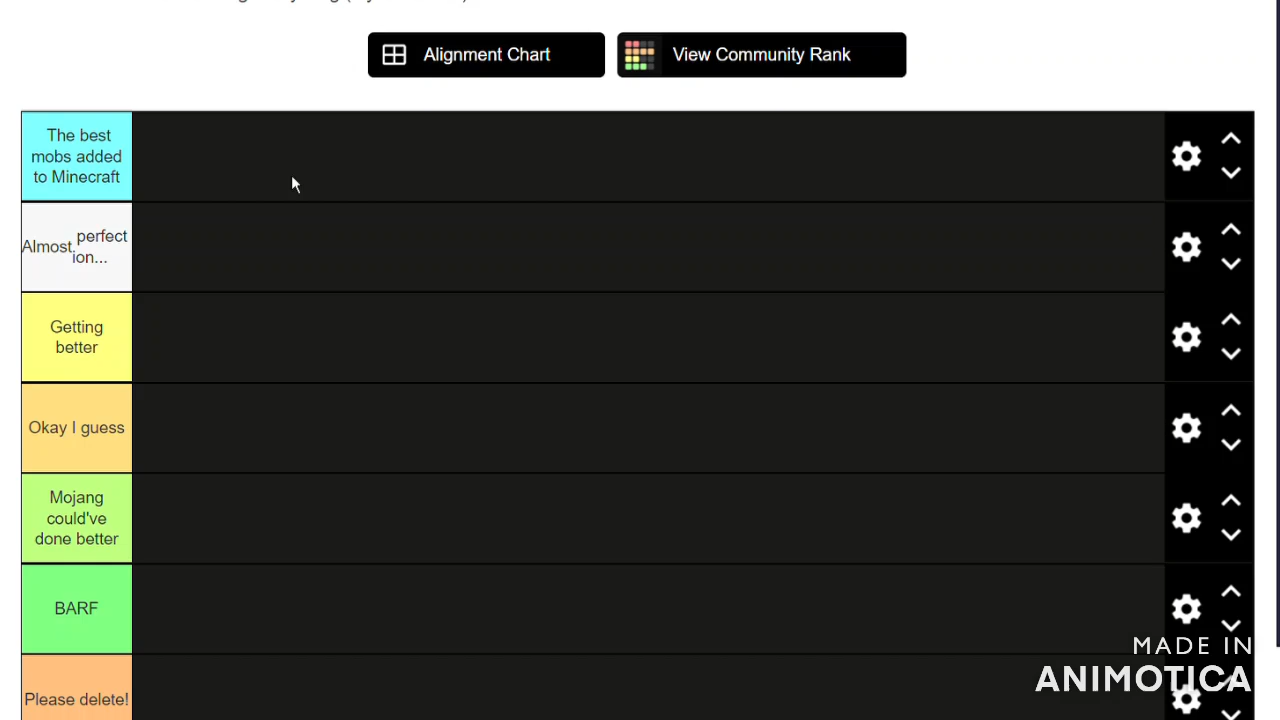 Alignment Chart
View Community Rank
The best
mobs added
to Minecraft
Almost.perfect
ion...
Getting
better
Okay I guess
Mojang
could've
done better
BARF
Please delete!
MADE IN
ANIMOTICA